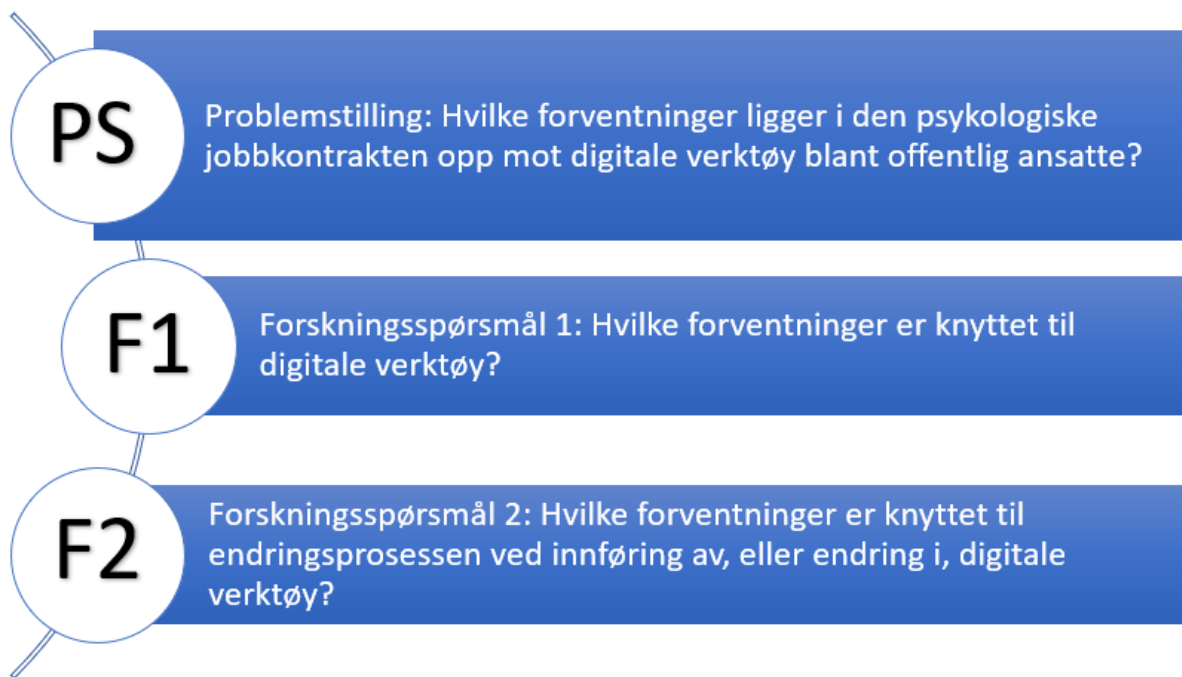 PS
Problemstilling: Hvilke forventninger ligger i den psykologiske
jobbkontrakten opp mot digitale verktøy blant offentlig ansatte?
F1
Forskningsspørsmål 1: Hvilke forventninger er knyttet til
digitale verktøy?
F2
Forskningsspørsmål 2: Hvilke forventninger er knyttet til
endringsprosessen ved innføring av, eller endring i, digitale
verktøy?